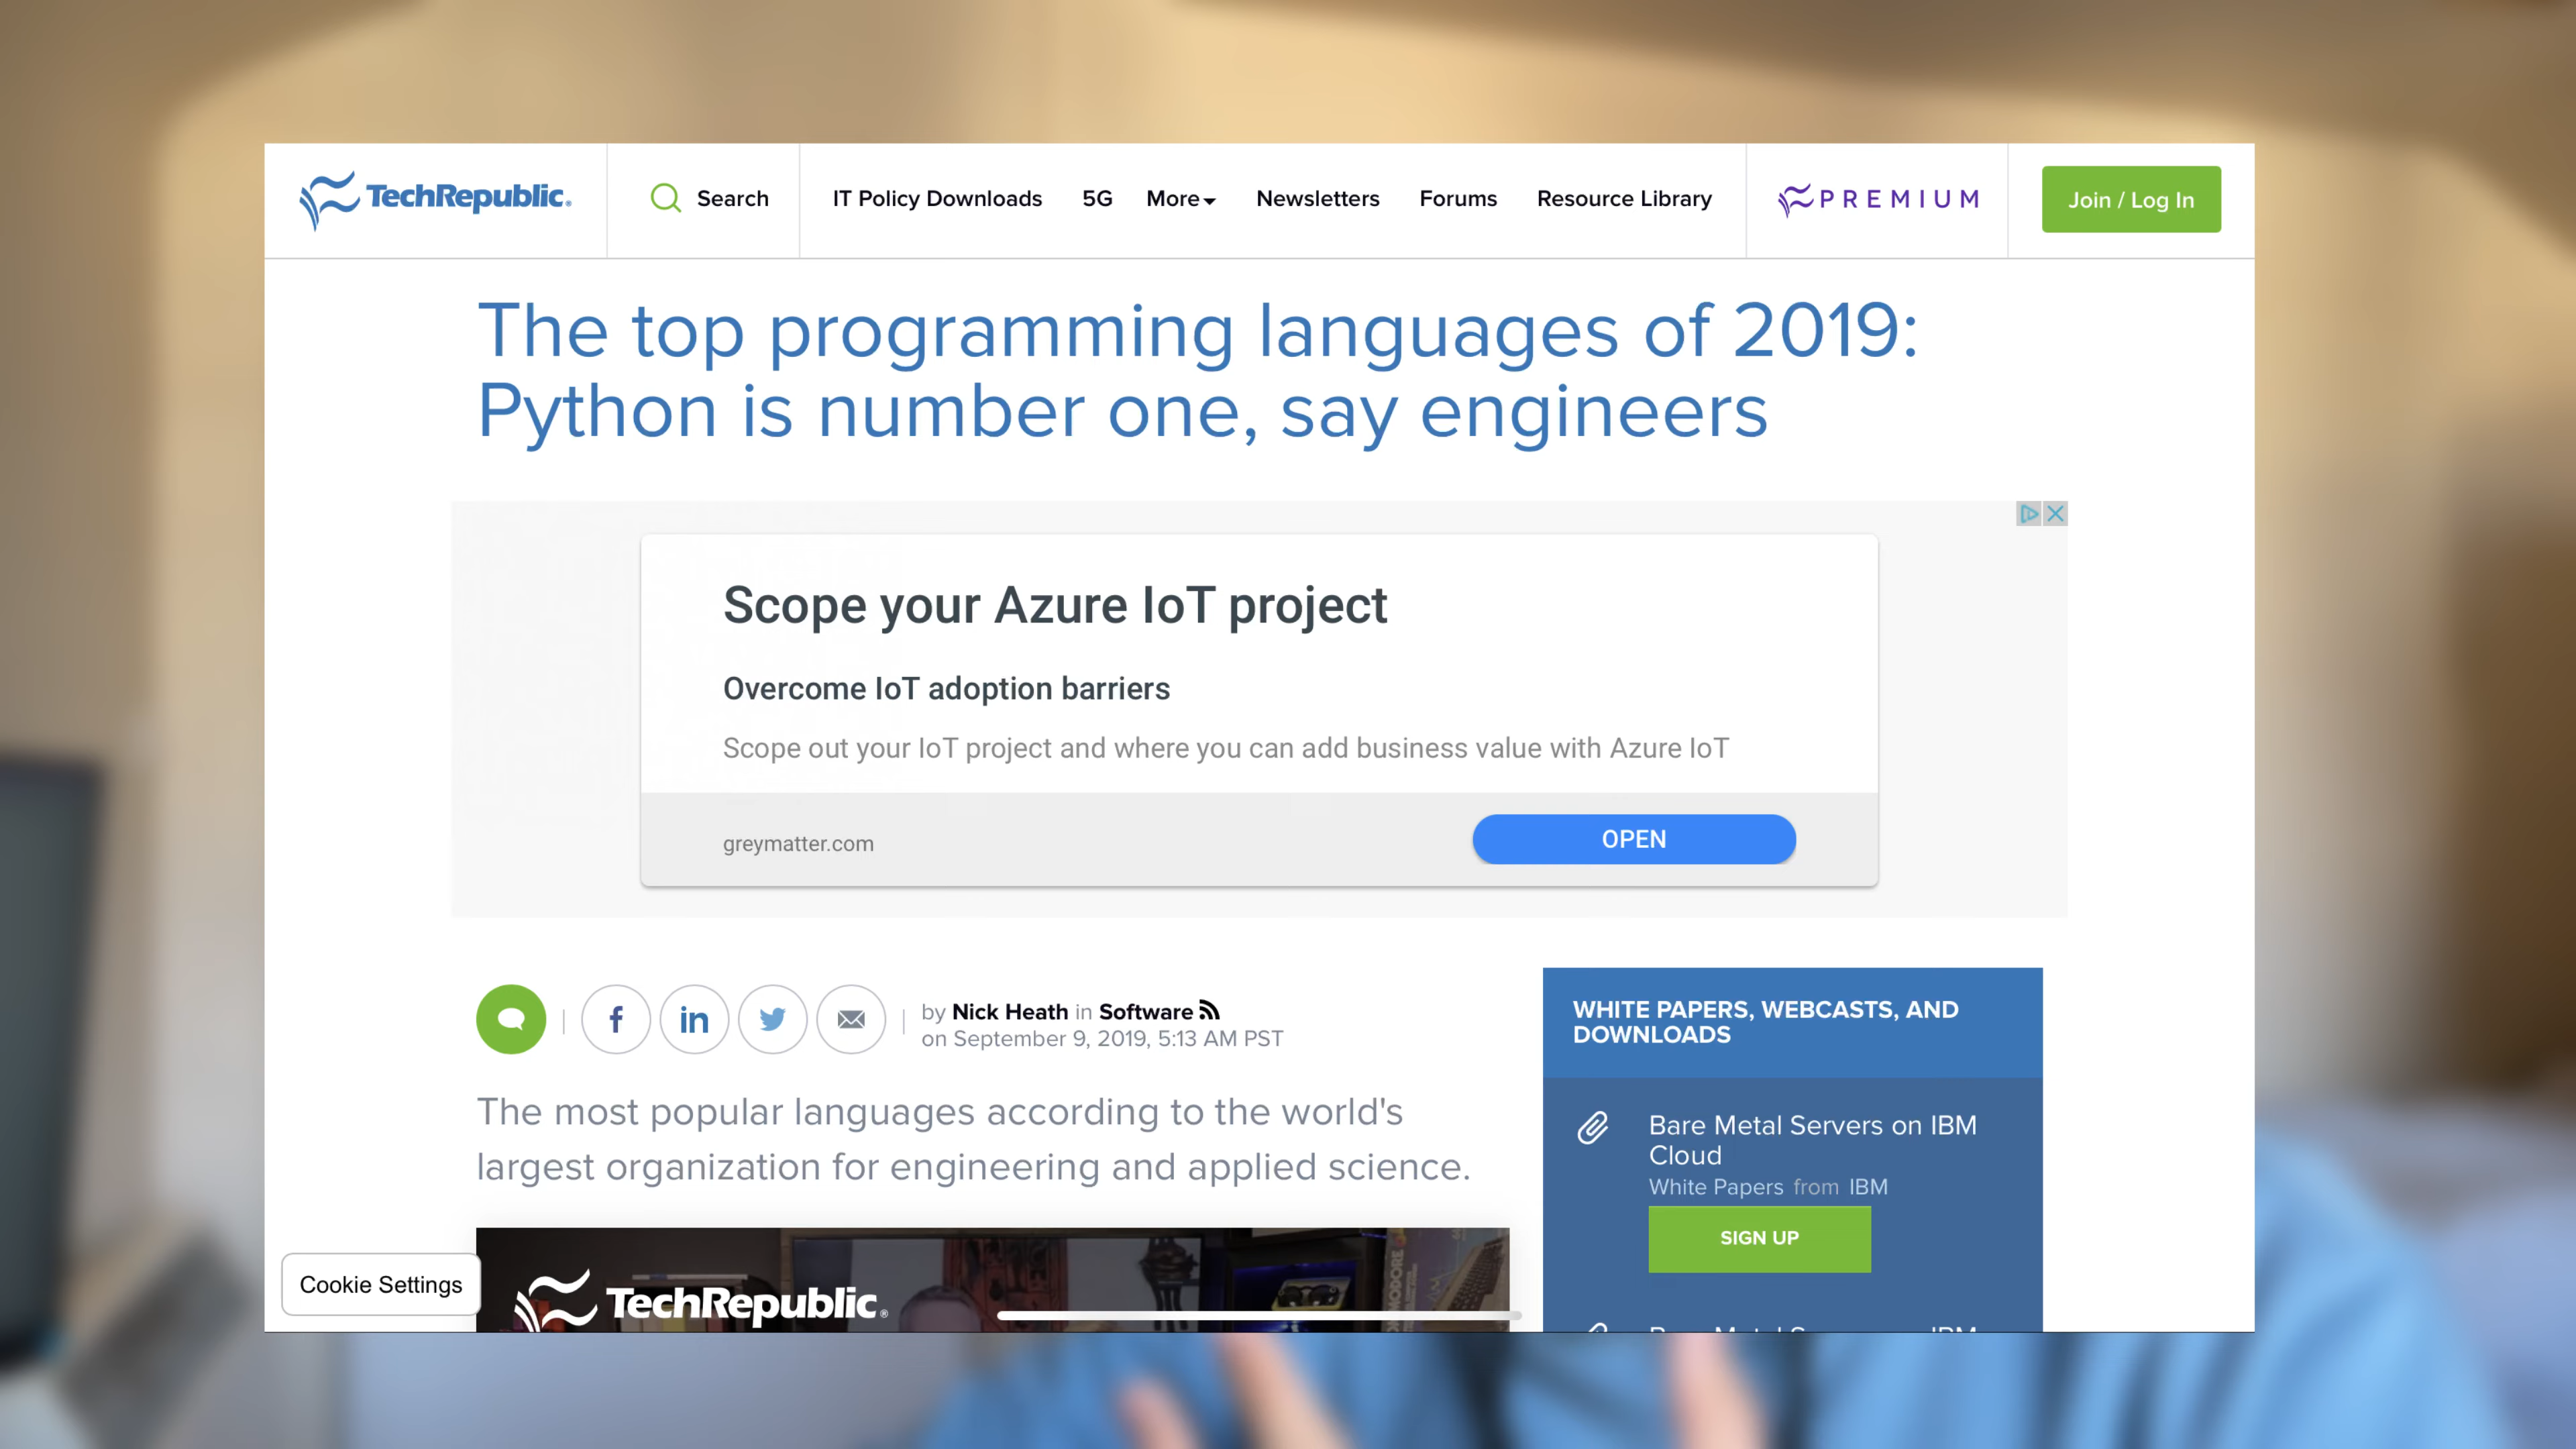 TechRepublic.
Search
IT Policy Downloads
5G
More
Newsletters
Forums
Resource Library
PREMIUM
Join / Log In
The top programming languages of 2019:
Python is number one, say engineers
Scope your Azure IoT project
Overcome IoT adoption barriers
Scope out your IoT project and where you can add business value with Azure IoT
greymatter.com
OPEN
by Nick Heath in Software
on September 9, 2019, 5:13 AM PST
The most popular languages according to the world's
largest organization for engineering and applied science.
WHITE PAPERS, WEBCASTS, AND
DOWNLOADS
Bare Metal Servers on IBM
Cloud
White Papers from IBM
SIGN UP
Cookie Settings
TechRepublic.